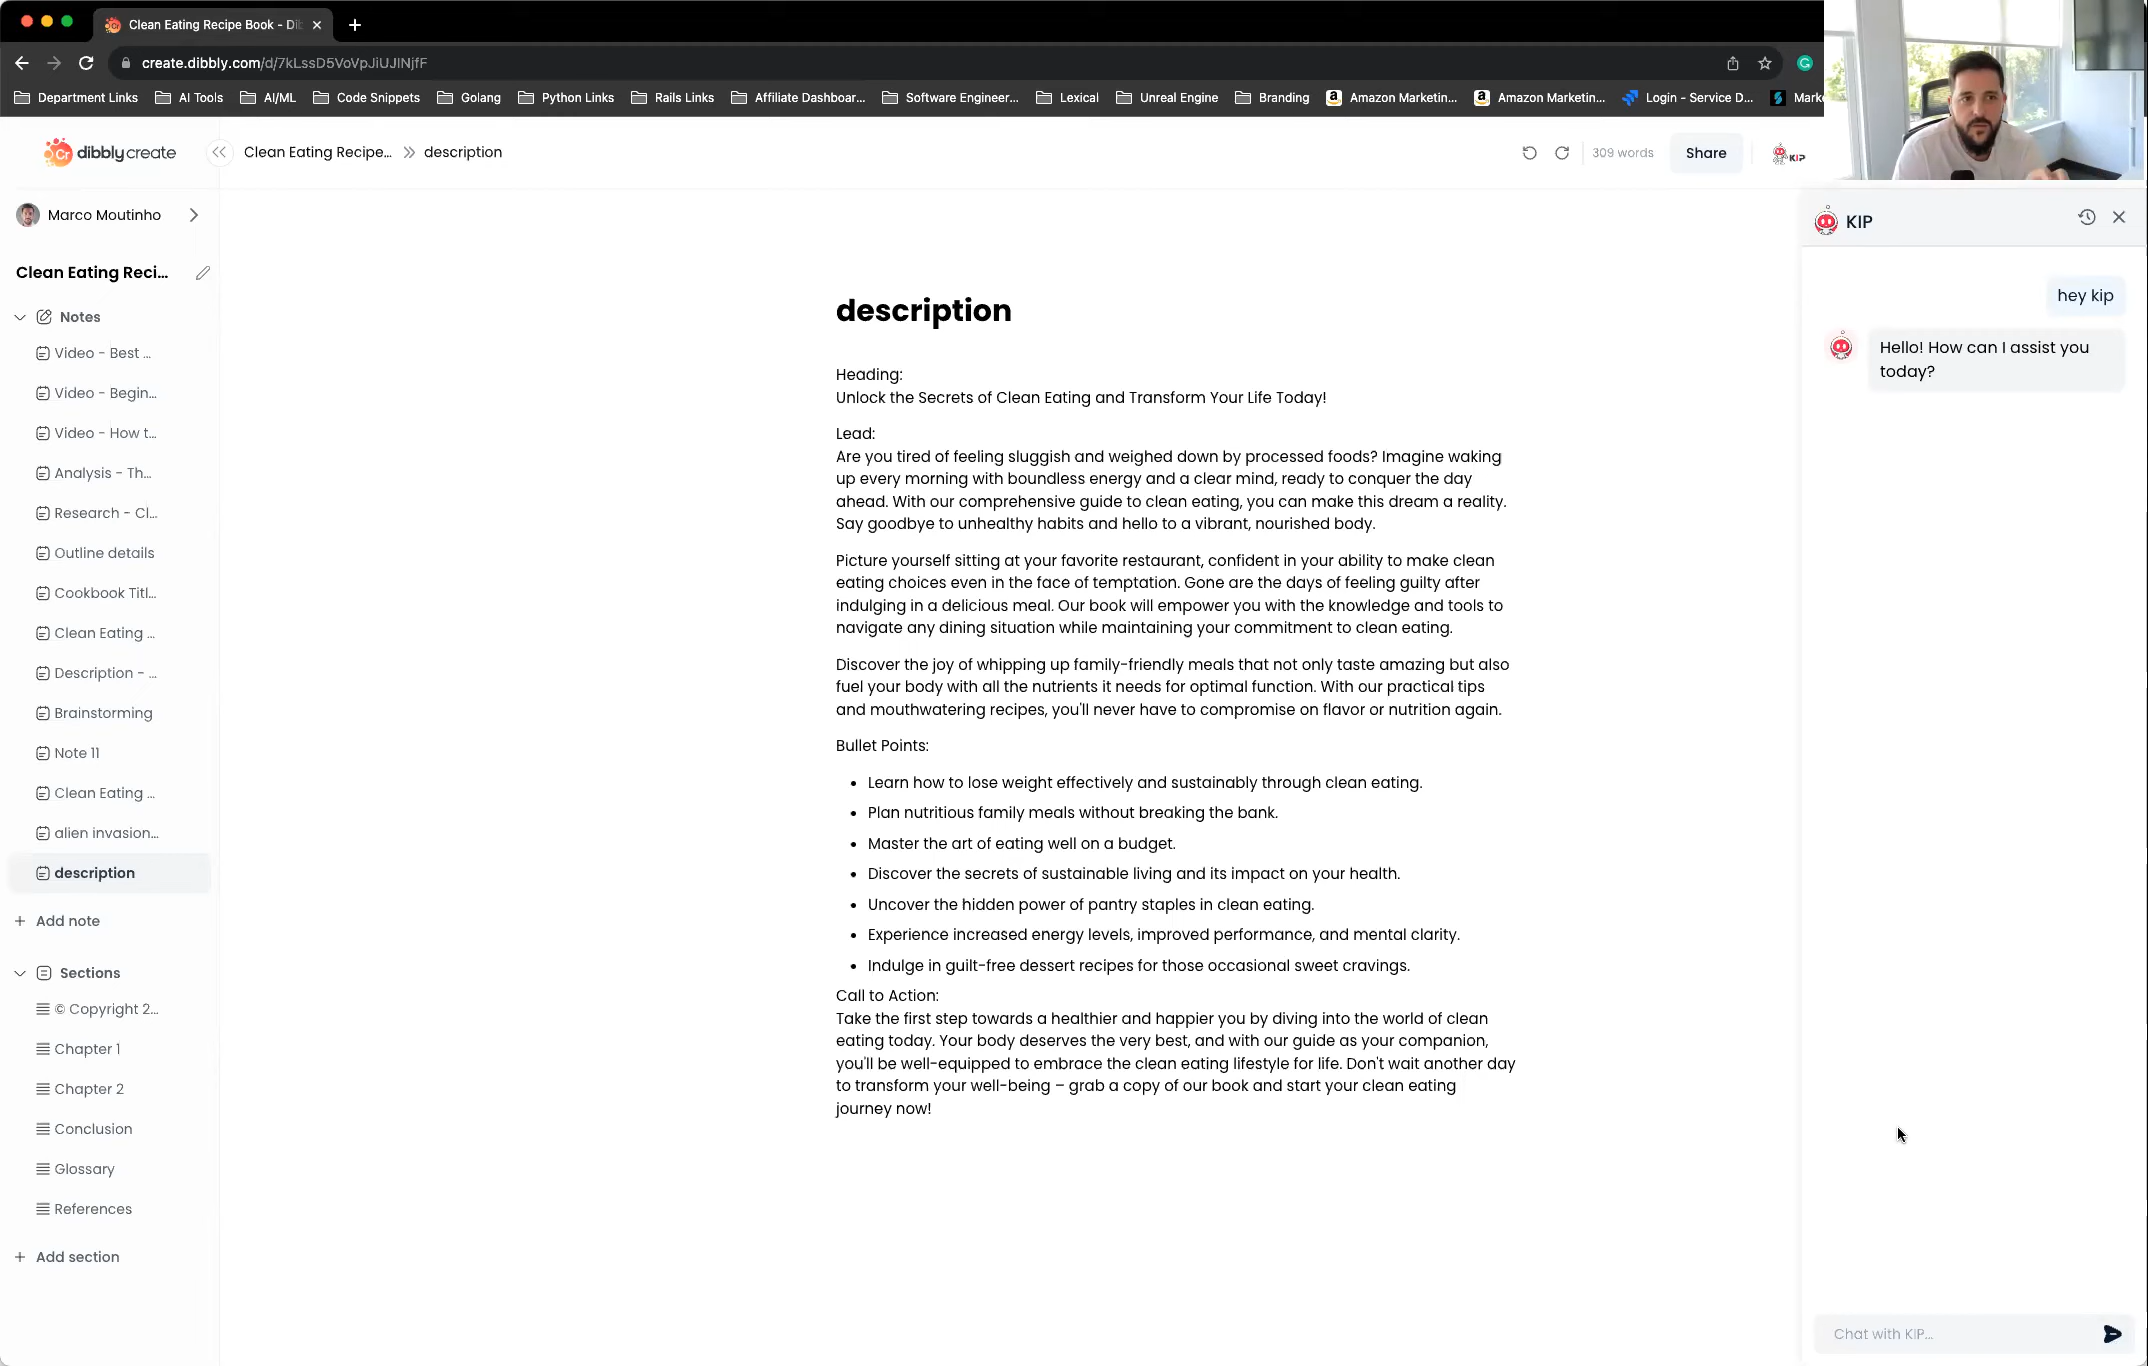 Clean Eating Recipe Book - Di
create.dibbly.com/d/7kLssD5VoVpJiUJlNjfF
Department Links
AI Tools
AI/ML
Code Snippets
Golang
Python Links
Rails Links
Affiliate Dashboar...
Software Engineer...
Lexical
Unreal Engine
Branding
Amazon Marketin...
Amazon Marketin...
Login - Service D...
Mark
Cr dibblycreate
Clean Eating Recipe... description
309 words
Share
KIP
Marco Moutinho
Clean Eating Reci...
Notes
Video - Best ...
Video - Begin...
Video - How t...
Analysis - Th...
Research - Cl...
Outline details
Cookbook Titl...
Clean Eating ...
Description - ...
Brainstorming
Note 11
Clean Eating ...
alien invasion...
description
Add note
Sections
© Copyright 2...
Chapter 1
Chapter 2
Conclusion
Glossary
References
Add section
description
Heading:
Unlock the Secrets of Clean Eating and Transform Your Life Today!
Lead:
Are you tired of feeling sluggish and weighed down by processed foods? Imagine waking
up every morning with boundless energy and a clear mind, ready to conquer the day
ahead. With our comprehensive guide to clean eating, you can make this dream a reality.
Say goodbye to unhealthy habits and hello to a vibrant, nourished body.
Picture yourself sitting at your favorite restaurant, confident in your ability to make clean
eating choices even in the face of temptation. Gone are the days of feeling guilty after
indulging in a delicious meal. Our book will empower you with the knowledge and tools to
navigate any dining situation while maintaining your commitment to clean eating.
Discover the joy of whipping up family-friendly meals that not only taste amazing but also
fuel your body with all the nutrients it needs for optimal function. With our practical tips
and mouthwatering recipes, you'll never have to compromise on flavor or nutrition again.
Bullet Points:
• Learn how to lose weight effectively and sustainably through clean eating.
• Plan nutritious family meals without breaking the bank.
• Master the art of eating well on a budget.
• Discover the secrets of sustainable living and its impact on your health.
• Uncover the hidden power of pantry staples in clean eating.
• Experience increased energy levels, improved performance, and mental clarity.
• Indulge in guilt-free dessert recipes for those occasional sweet cravings.
Call to Action:
Take the first step towards a healthier and happier you by diving into the world of clean
eating today. Your body deserves the very best, and with our guide as your companion,
you'll be well-equipped to embrace the clean eating lifestyle for life. Don't wait another day
to transform your well-being – grab a copy of our book and start your clean eating
journey now!
KIP
hey kip
Hello! How can I assist you
today?
Chat with KIP...